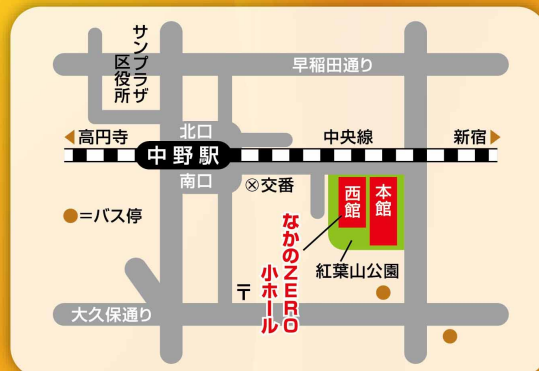 サンプラザ
区役所
早稲田通り
北口
高円寺
中野駅
中央線
新宿
南口
交番
西館
本館
=バス停
なかのZERO
小ホール
紅葉山公園
〒
大久保通り